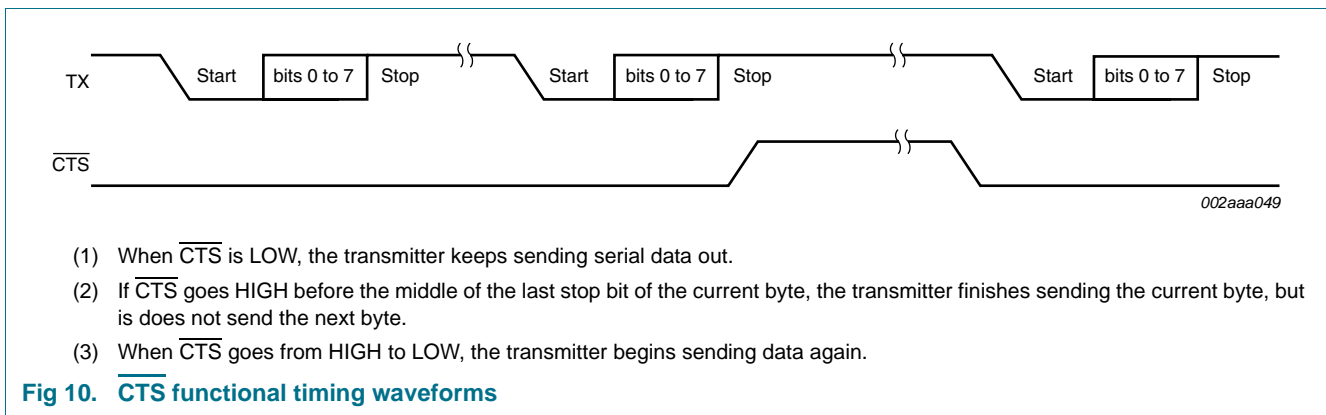 TX Start bits 0 to 7 Stop Start bits 0 to 7 Stop Start bits 0 to 7 Stop
CTS
002aaa049
(1) When CTS is LOW, the transmitter keeps sending serial data out.
(2) If CTS goes HIGH before the middle of the last stop bit of the current byte, the transmitter finishes sending the current byte, but
is does not send the next byte.
(3) When CTS goes from HIGH to LOW, the transmitter begins sending data again.
Fig 10. CTS functional timing waveforms